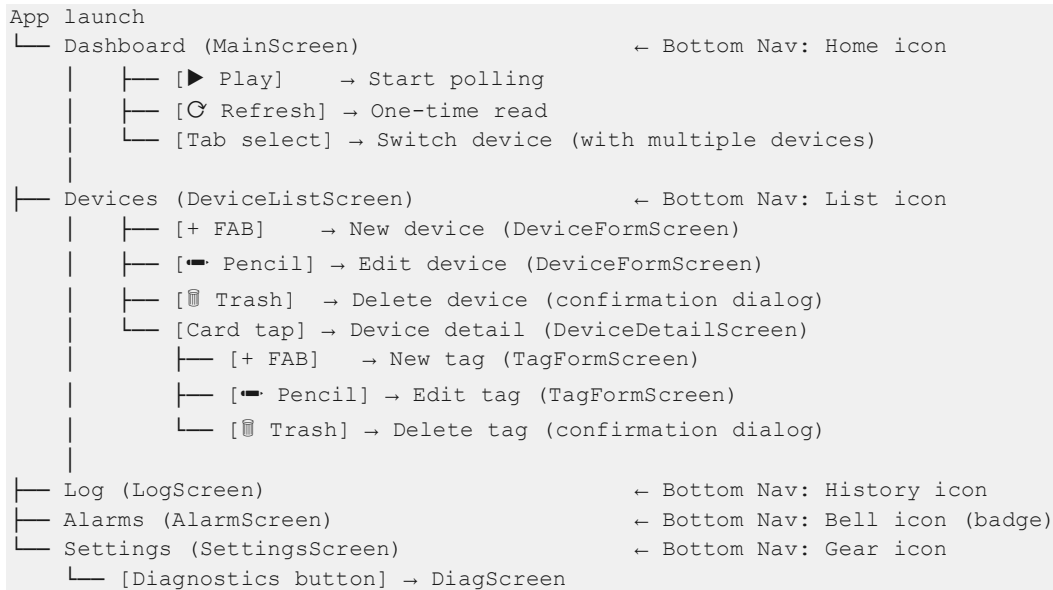 App launch
└── Dashboard (MainScreen)                    ← Bottom Nav: Home icon
    │   ├── [▶ Play]    → Start polling
    │   ├── [⟳ Refresh] → One-time read
    │   └── [Tab select] → Switch device (with multiple devices)
    │
├── Devices (DeviceListScreen)                ← Bottom Nav: List icon
    │   ├── [+ FAB]    → New device (DeviceFormScreen)
    │   ├── [✏ Pencil] → Edit device (DeviceFormScreen)
    │   ├── [🗑 Trash]  → Delete device (confirmation dialog)
    │   └── [Card tap] → Device detail (DeviceDetailScreen)
    │       ├── [+ FAB]   → New tag (TagFormScreen)
    │       ├── [✏ Pencil] → Edit tag (TagFormScreen)
    │       └── [🗑 Trash] → Delete tag (confirmation dialog)
    │
├── Log (LogScreen)                           ← Bottom Nav: History icon
├── Alarms (AlarmScreen)                      ← Bottom Nav: Bell icon (badge)
└── Settings (SettingsScreen)                 ← Bottom Nav: Gear icon
    └── [Diagnostics button] → DiagScreen